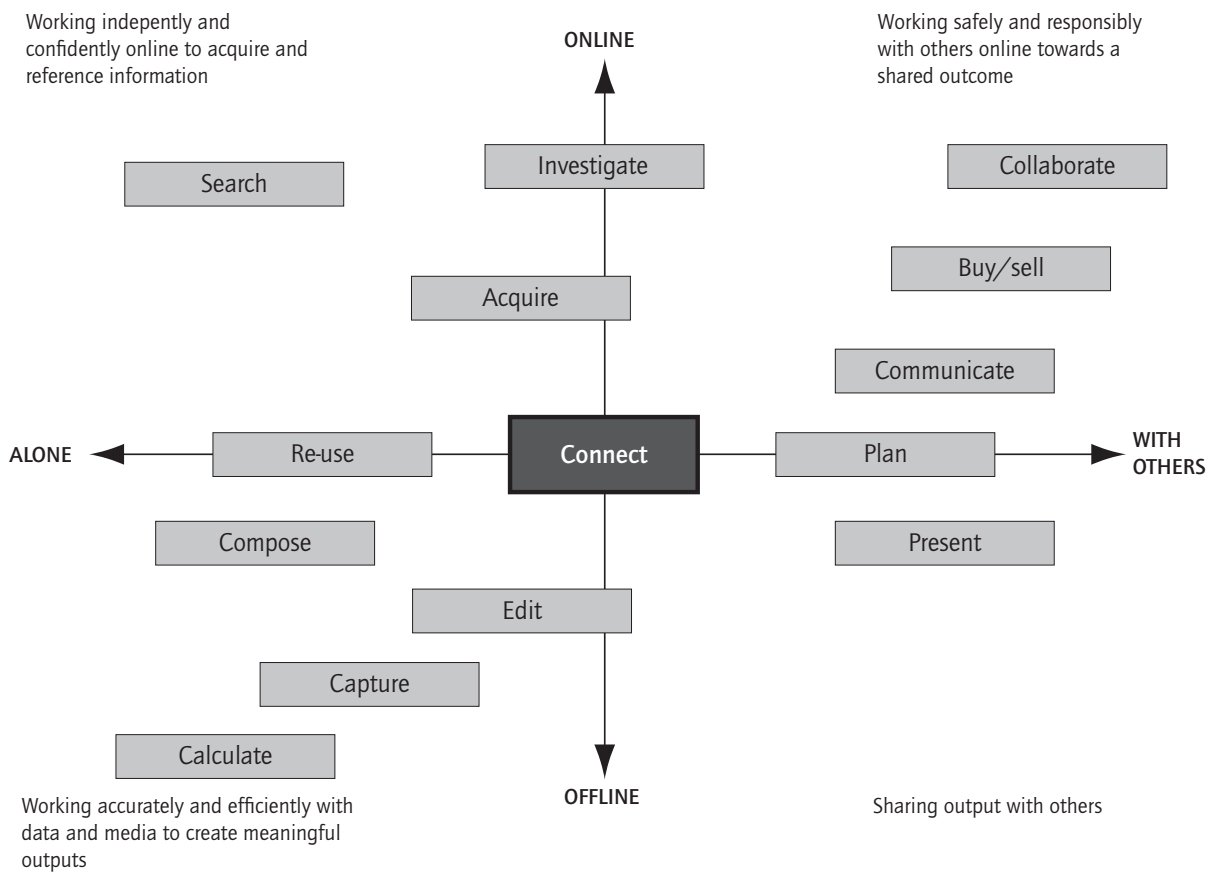 Working indepently and
confidently online to acquire and
reference information
ONLINE
Working safely and responsibly
with others online towards a
shared outcome
Search
Investigate
Collaborate
Buy/sell
Acquire
Communicate
ALONE
Re-use
Connect
Plan
WITH
OTHERS
Compose
Present
Edit
Capture
Calculate
OFFLINE
Working accurately and efficiently with
data and media to create meaningful
outputs
Sharing output with others